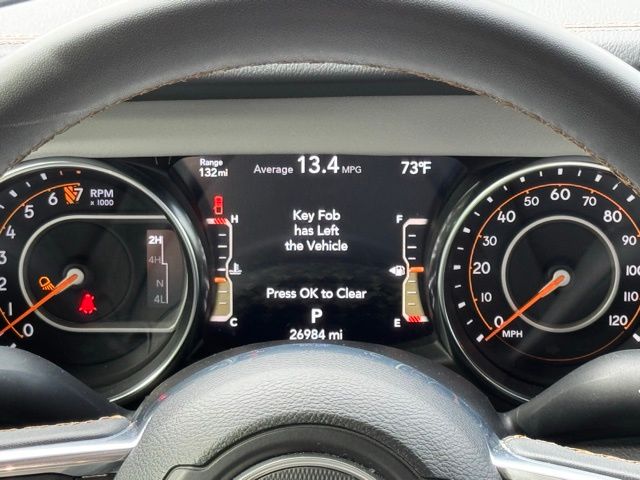 Range
132 mi
Average 13.4 MPG
73°F
Key Fob
has Left
the Vehicle
Press OK to Clear
P
26984 mi
H
C
F
E
RPM
x 1000
0
1
2
3
4
5
6
7
2H
4H
N
4L
0
10
20
30
40
60
80
90
100
110
120
MPH